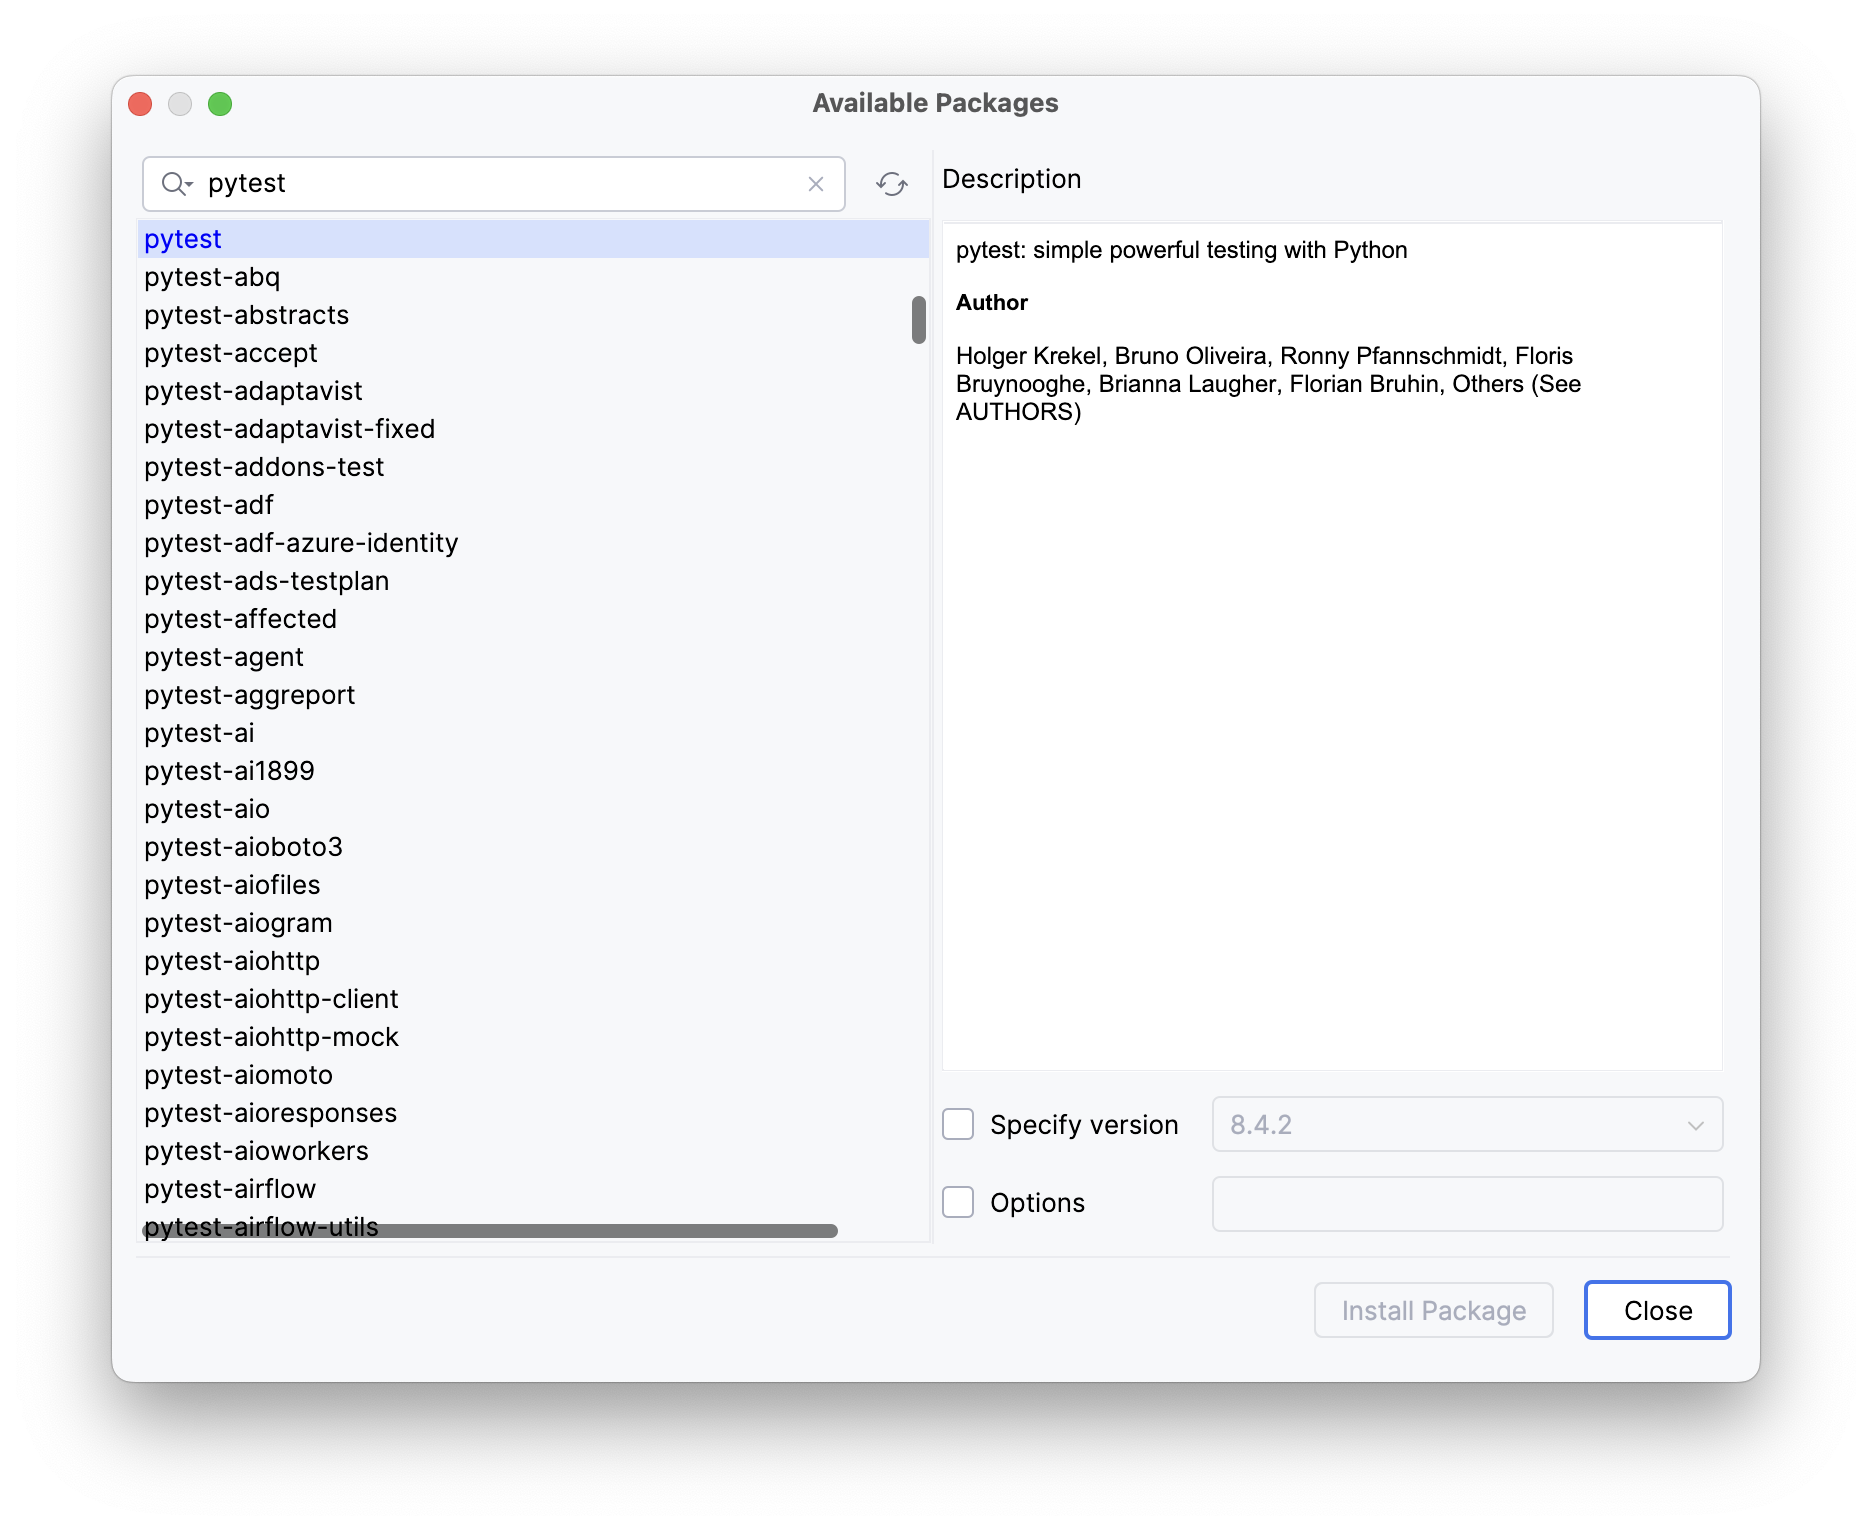 Available Packages
pytest
pytest
pytest-abq
pytest-abstracts
pytest-accept
pytest-adaptavist
pytest-adaptavist-fixed
pytest-addons-test
pytest-adf
pytest-adf-azure-identity
pytest-ads-testplan
pytest-affected
pytest-agent
pytest-aggreport
pytest-ai
pytest-ai1899
pytest-aio
pytest-aioboto3
pytest-aiofiles
pytest-aiogram
pytest-aiohttp
pytest-aiohttp-client
pytest-aiohttp-mock
pytest-aiomoto
pytest-aioresponses
pytest-aioworkers
pytest-airflow
pytest-airflow-utils
Description
pytest: simple powerful testing with Python
Author
Holger Krekel, Bruno Oliveira, Ronny Pfannschmidt, Floris
Bruynooghe, Brianna Laugher, Florian Bruhin, Others (See
AUTHORS)
Specify version 8.4.2
Options
Install Package Close